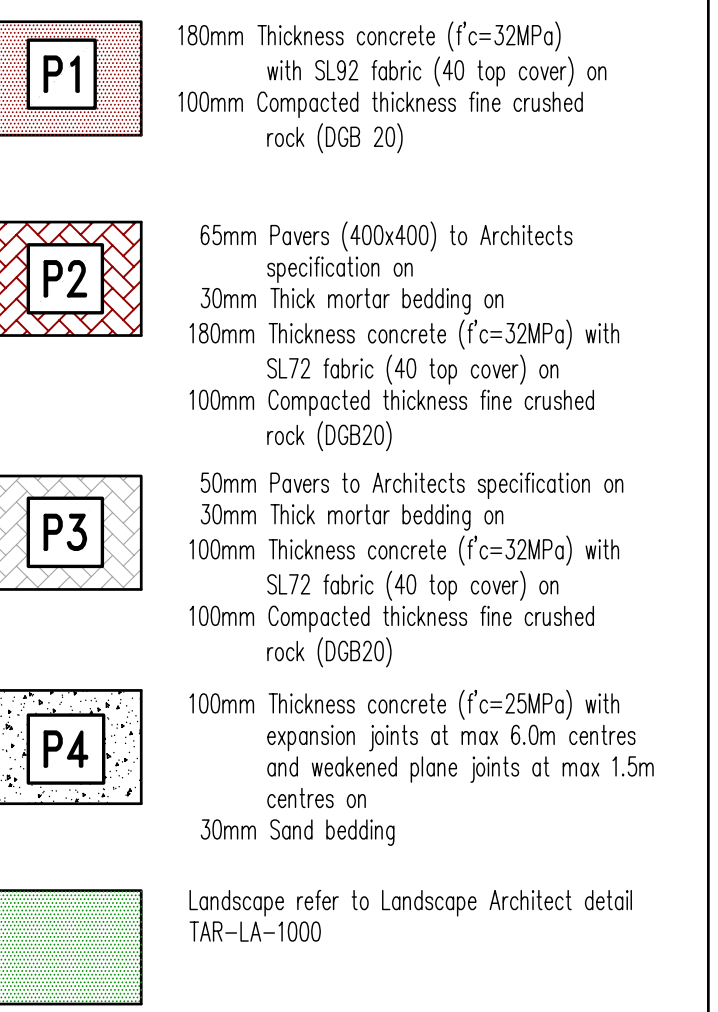 P1
180mm Thickness concrete (f'c=32MPa)
with SL92 fabric (40 top cover) on
100mm Compacted thickness fine crushed
rock (DGB 20)
P2
65mm Pavers (400x400) to Architects
specification on
30mm Thick mortar bedding on
180mm Thickness concrete (f'c=32MPa) with
SL72 fabric (40 top cover) on
100mm Compacted thickness fine crushed
rock (DGB20)
P3
50mm Pavers to Architects specification on
30mm Thick mortar bedding on
100mm Thickness concrete (f'c=32MPa) with
SL72 fabric (40 top cover) on
100mm Compacted thickness fine crushed
rock (DGB20)
P4
100mm Thickness concrete (f'c=25MPa) with
expansion joints at max 6.0m centres
and weakened plane joints at max 1.5m
centres on
30mm Sand bedding
Landscape refer to Landscape Architect detail
TAR-LA-1000